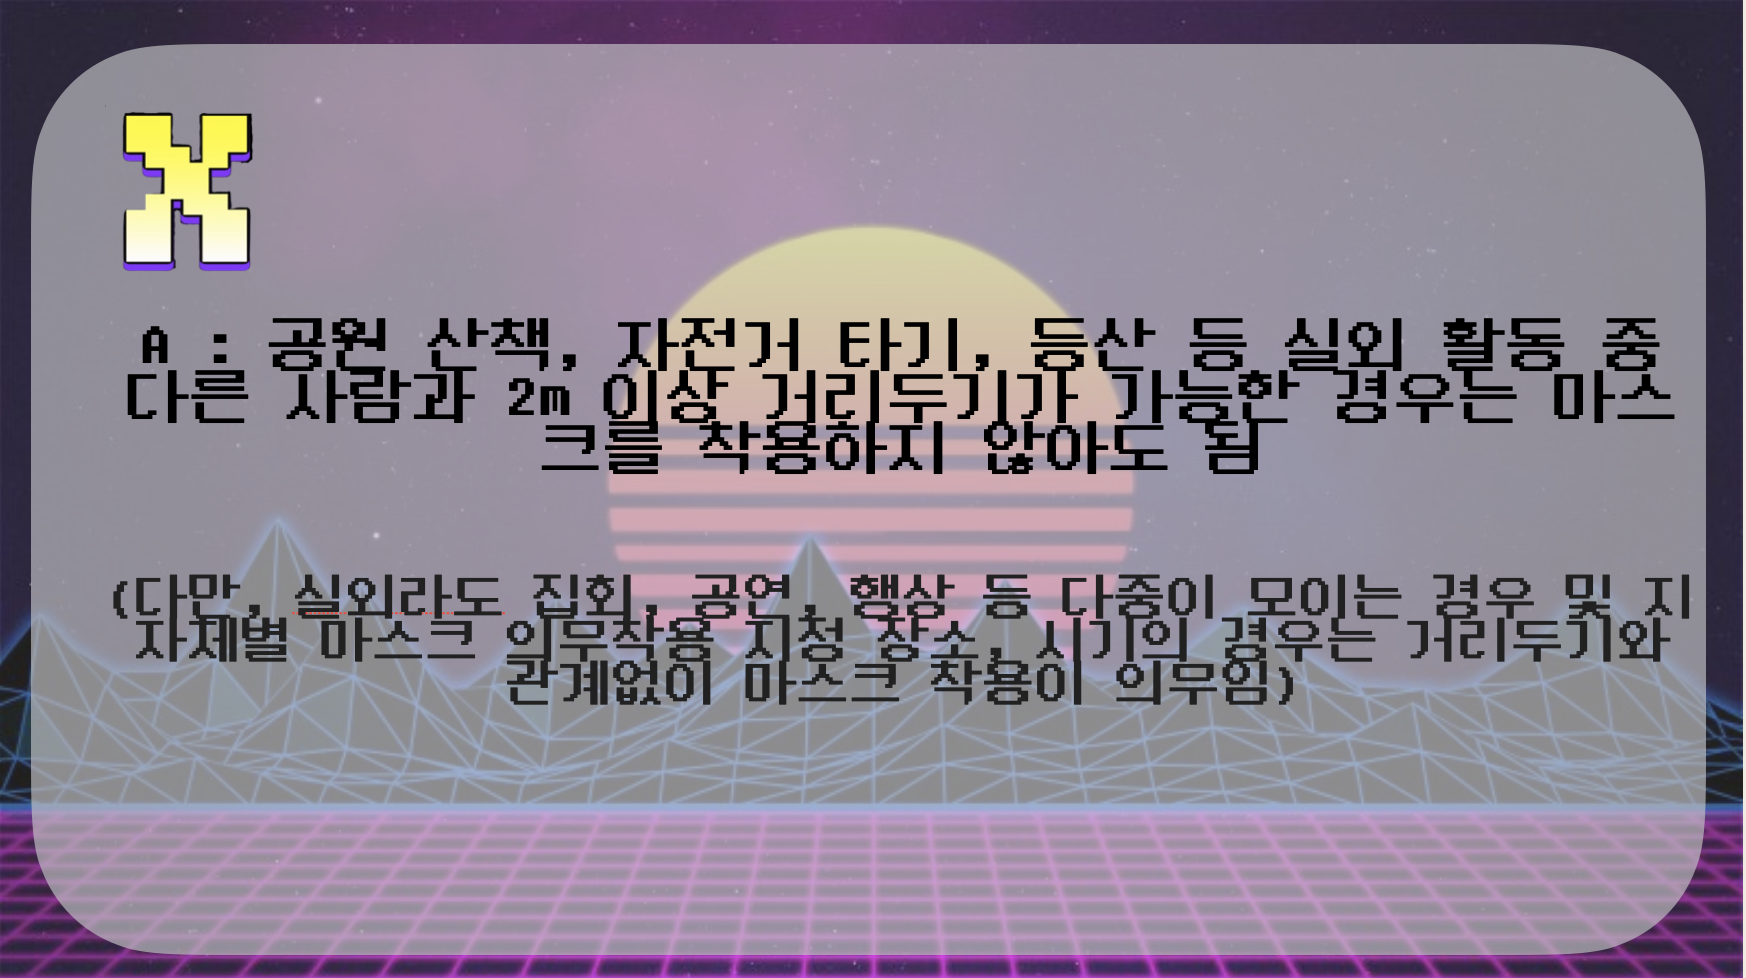 X
A : 공원 산책, 자전거 타기, 등산 등 실외 활동 중
다른 사람과 2m 이상 거리두기가 가능한 경우는 마스
크를 착용하지 않아도 됨
(다만, 실외라도 집회, 공연, 행상 등 다중이 모이는 경우 및 지
자체별 마스크 의무착용 지청 장소, 시기의 경우는 거리두기와
관계없이 마스크 착용이 의무임)